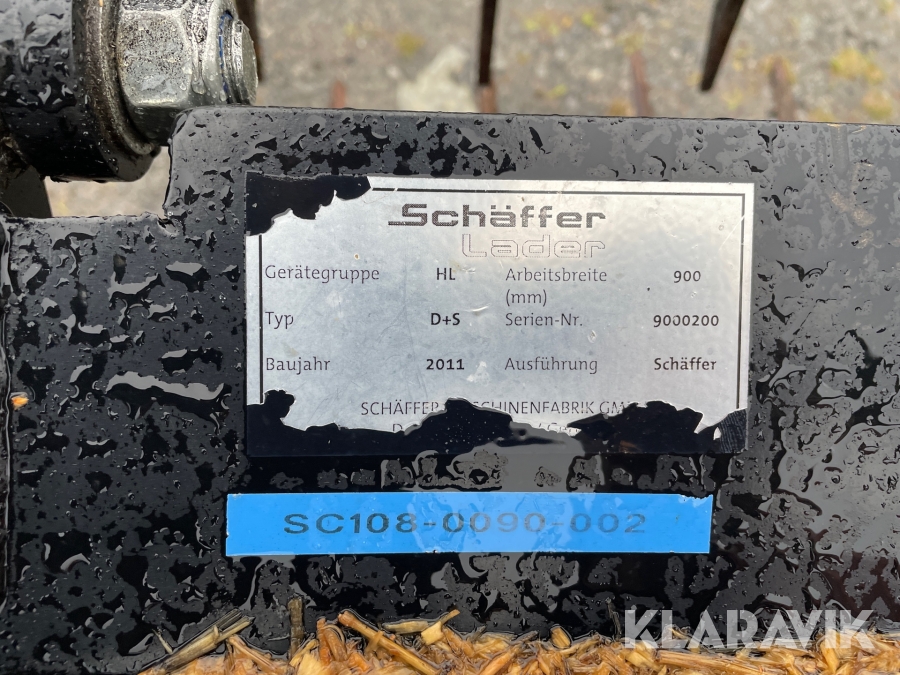 Schäffer
Lader
Gerätegruppe HL Arbeitsbreite 900
(mm)
Typ D+S Serien-Nr. 9000200
Baujahr 2011 Ausführung Schäffer
SCHÄFFER
SC108-0090-002
KLARAVIK